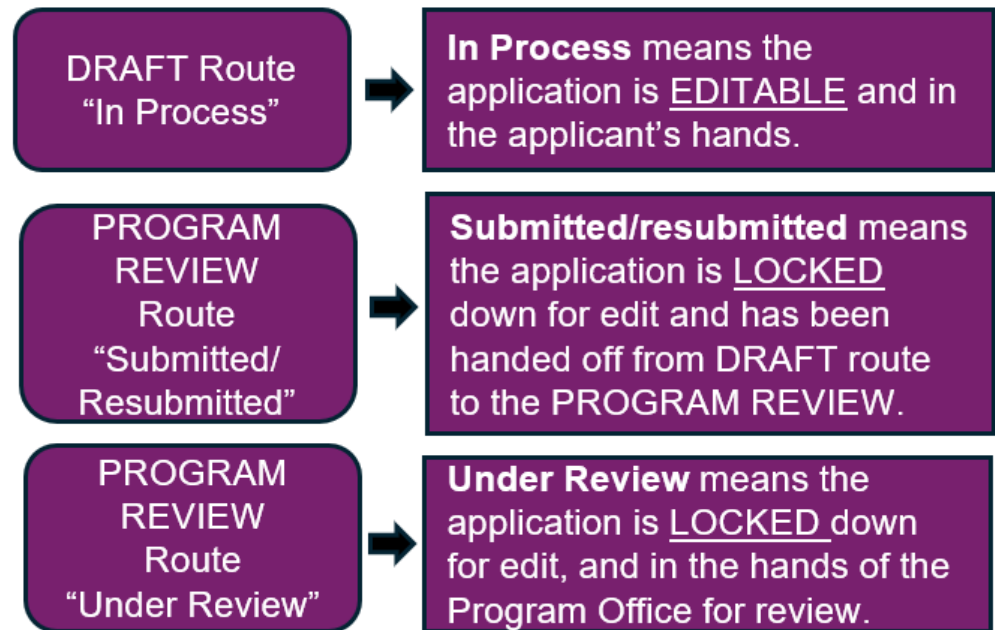 DRAFT Route
“In Process”
In Process means the
application is EDITABLE and in
the applicant’s hands.
PROGRAM
REVIEW
Route
“Submitted/
Resubmitted”
Submitted/resubmitted means
the application is LOCKED
down for edit and has been
handed off from DRAFT route
to the PROGRAM REVIEW.
PROGRAM
REVIEW
Route
“Under Review”
Under Review means the
application is LOCKED down
for edit, and in the hands of the
Program Office for review.